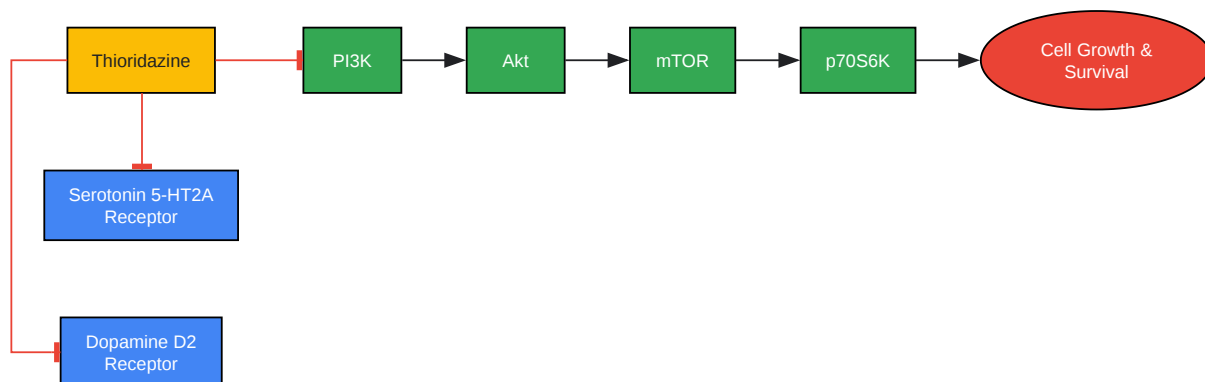 Thioridazine
PI3K
Akt
mTOR
p70S6K
Cell Growth &
Survival
Serotonin 5-HT2A
Receptor
Dopamine D2
Receptor